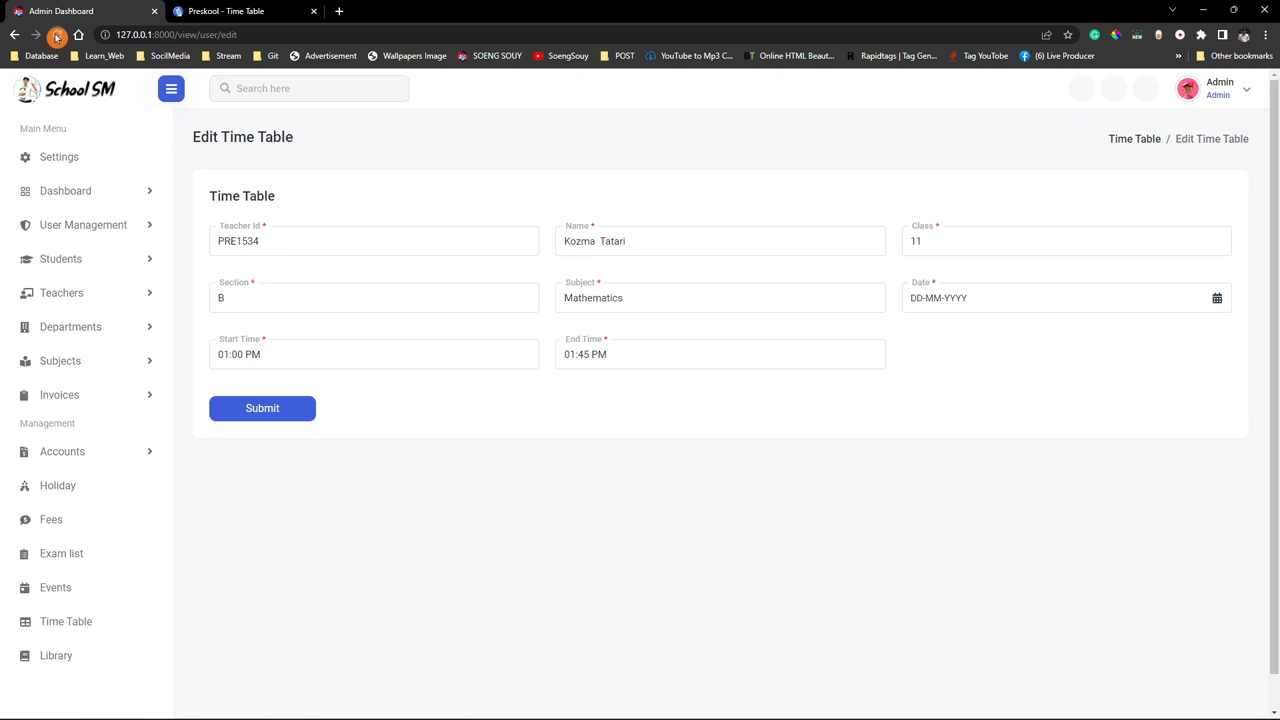 Admin Dashboard
Preskool - Time Table
127.0.0.1:8000/view/user/edit
Database
Learn_Web
SocilMedia
Stream
Git
Advertisement
Wallpapers Image
SOENG SOUY
SoengSouy
POST
YouTube to Mp3 C...
BT
Online HTML Beaut...
R
Rapidtags | Tag Gen...
Tag YouTube
(6) Live Producer
»
Other bookmarks
School SM
Search here
Admin
Admin
Main Menu
Settings
Dashboard
User Management
Students
Teachers
Departments
Subjects
Invoices
Management
Accounts
Holiday
Fees
Exam list
Events
Time Table
Library
Edit Time Table
Time Table / Edit Time Table
Time Table
Teacher Id *
PRE1534
Name *
Kozma Tatari
Class *
11
Section *
B
Subject *
Mathematics
Date *
DD-MM-YYYY
Start Time *
01:00 PM
End Time *
01:45 PM
Submit